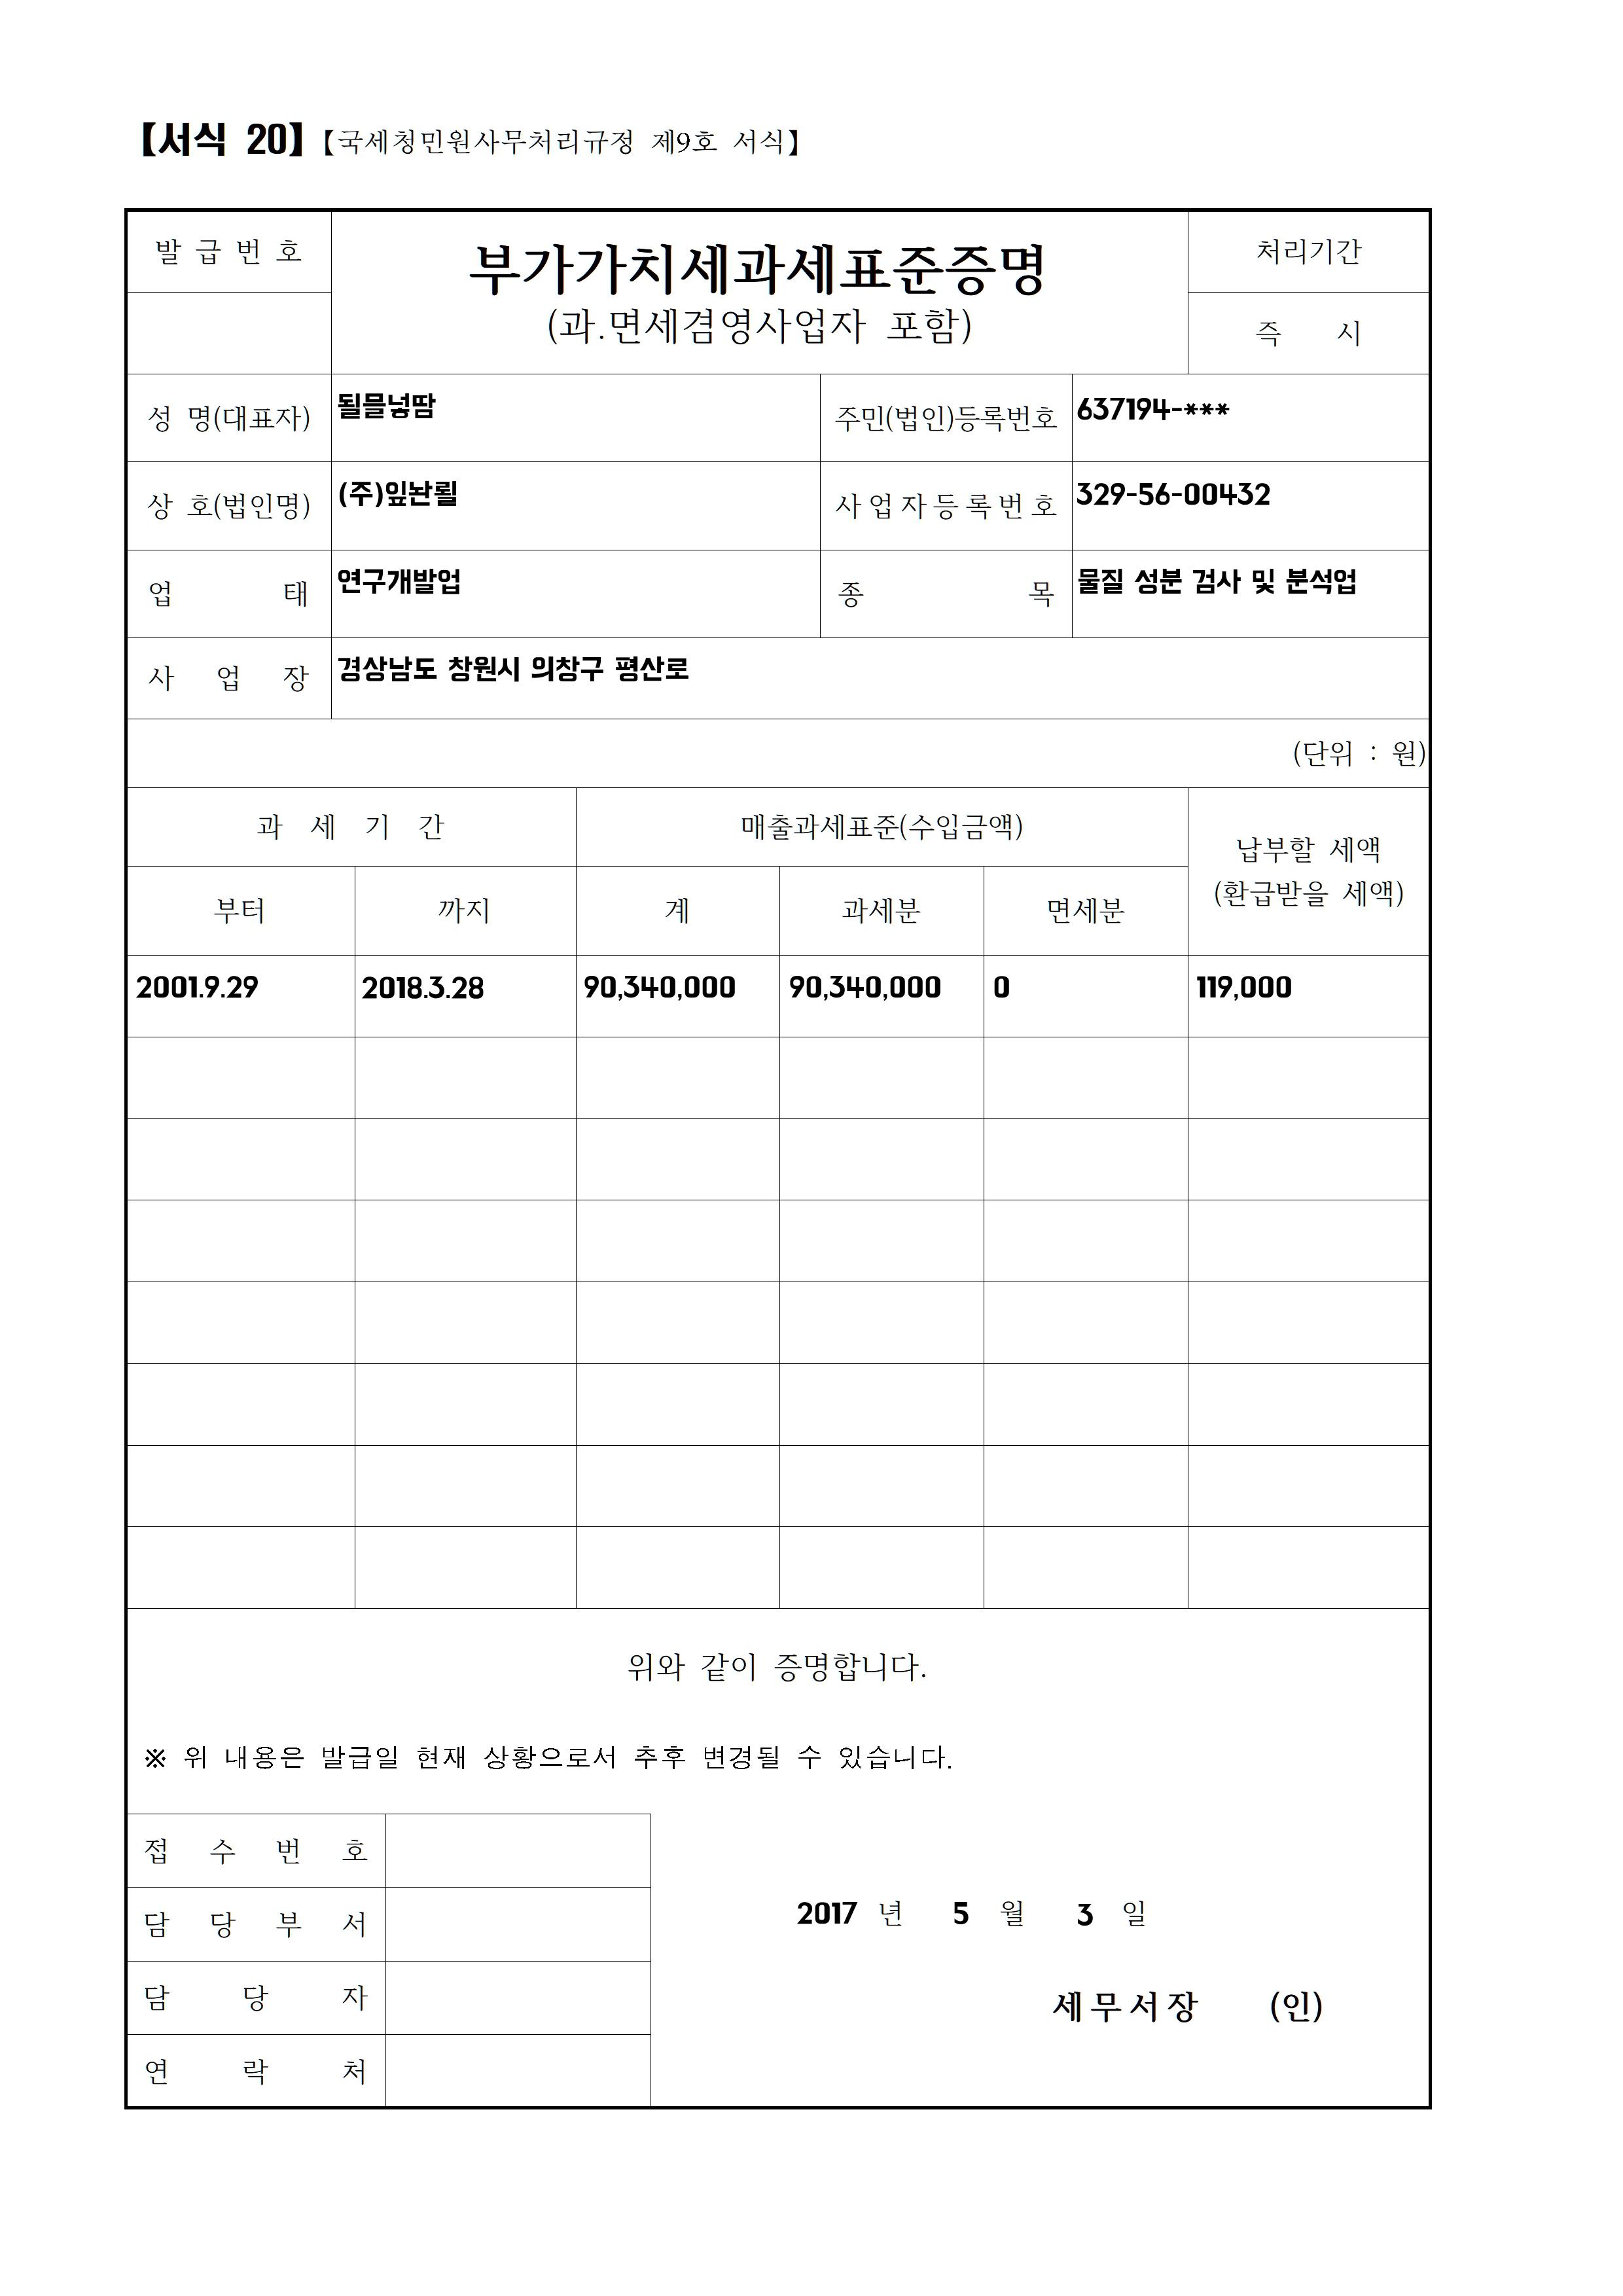 【서식 20】【국세청민원사무처리규정 제9호 서식】
발 급 번 호
부가가치세과세표준증명
(과.면세겸영사업자 포함)
처리기간
즉 시
성 명(대표자) 될믈넣땀 주민(법인)등록번호 637194-***
상 호(법인명) (주)잎놘뢸 사업자등록번호 329-56-00432
업 태 연구개발업 종 목 물질 성분 검사 및 분석업
사 업 장 경상남도 창원시 의창구 평산로
(단위 : 원)
과 세 기 간 매출과세표준(수입금액) 납부할 세액
(환급받을 세액)
부터 까지 계 과세분 면세분
2001.9.29 2018.3.28 90,340,000 90,340,000 0 119,000
위와 같이 증명합니다.
※ 위 내용은 발급일 현재 상황으로서 추후 변경될 수 있습니다.
접 수 번 호
담 당 부 서
담 당 자
연 락 처
2017 년 5 월 3 일
세무서장 (인)